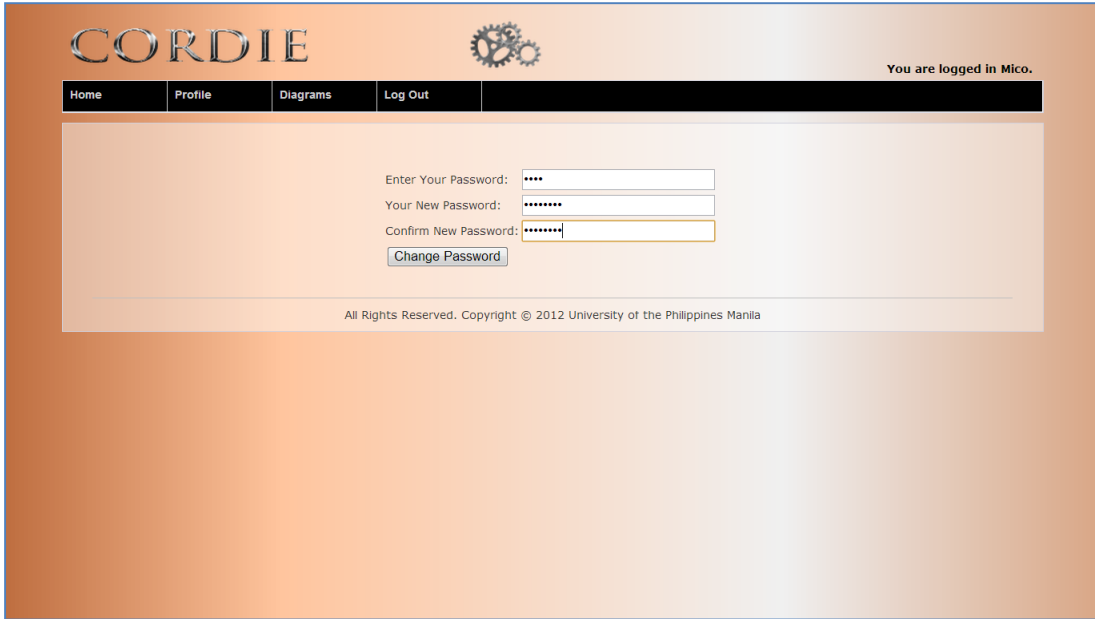 CORDIE
You are logged in Mico.
Home Profile Diagrams Log Out
Enter Your Password: ••••
Your New Password: ••••••••
Confirm New Password: ••••••••
Change Password
All Rights Reserved. Copyright © 2012 University of the Philippines Manila